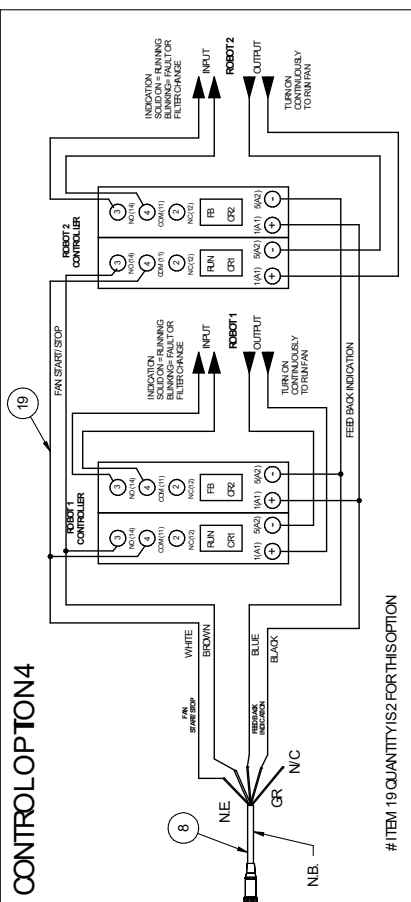 CONTROL OPTION 4
19
FAN START/STOP
8
N.E
N.B.
GR
N/C
FAN
START/STOP
WHITE
BROWN
FEEDBACK
INDICATION
BLUE
BLACK
ROBOT 1
CONTROLLER
3
NO(14)
4
COM(11)
2
NC(12)
RUN
CR1
1(A1)
5(A2)
+
-
3
NO(14)
4
COM(11)
2
NC(12)
FB
CR2
1(A1)
5(A2)
+
-
INDICATION
SOLID ON = RUNNING
BLINKING= FAULT OR
FILTER CHANGE
INPUT
ROBOT 1
OUTPUT
TURN ON
CONTINUOUSLY
TO RUN FAN
ROBOT 2
CONTROLLER
3
NO(14)
4
COM(11)
2
NC(12)
RUN
CR1
1(A1)
5(A2)
+
-
3
NO(14)
4
COM(11)
2
NC(12)
FB
CR2
1(A1)
5(A2)
+
-
INDICATION
SOLID ON = RUNNING
BLINKING= FAULT OR
FILTER CHANGE
INPUT
ROBOT 2
OUTPUT
TURN ON
CONTINUOUSLY
TO RUN FAN
FEED BACK INDICATION
# ITEM 19 QUANTITY IS 2 FOR THIS OPTION